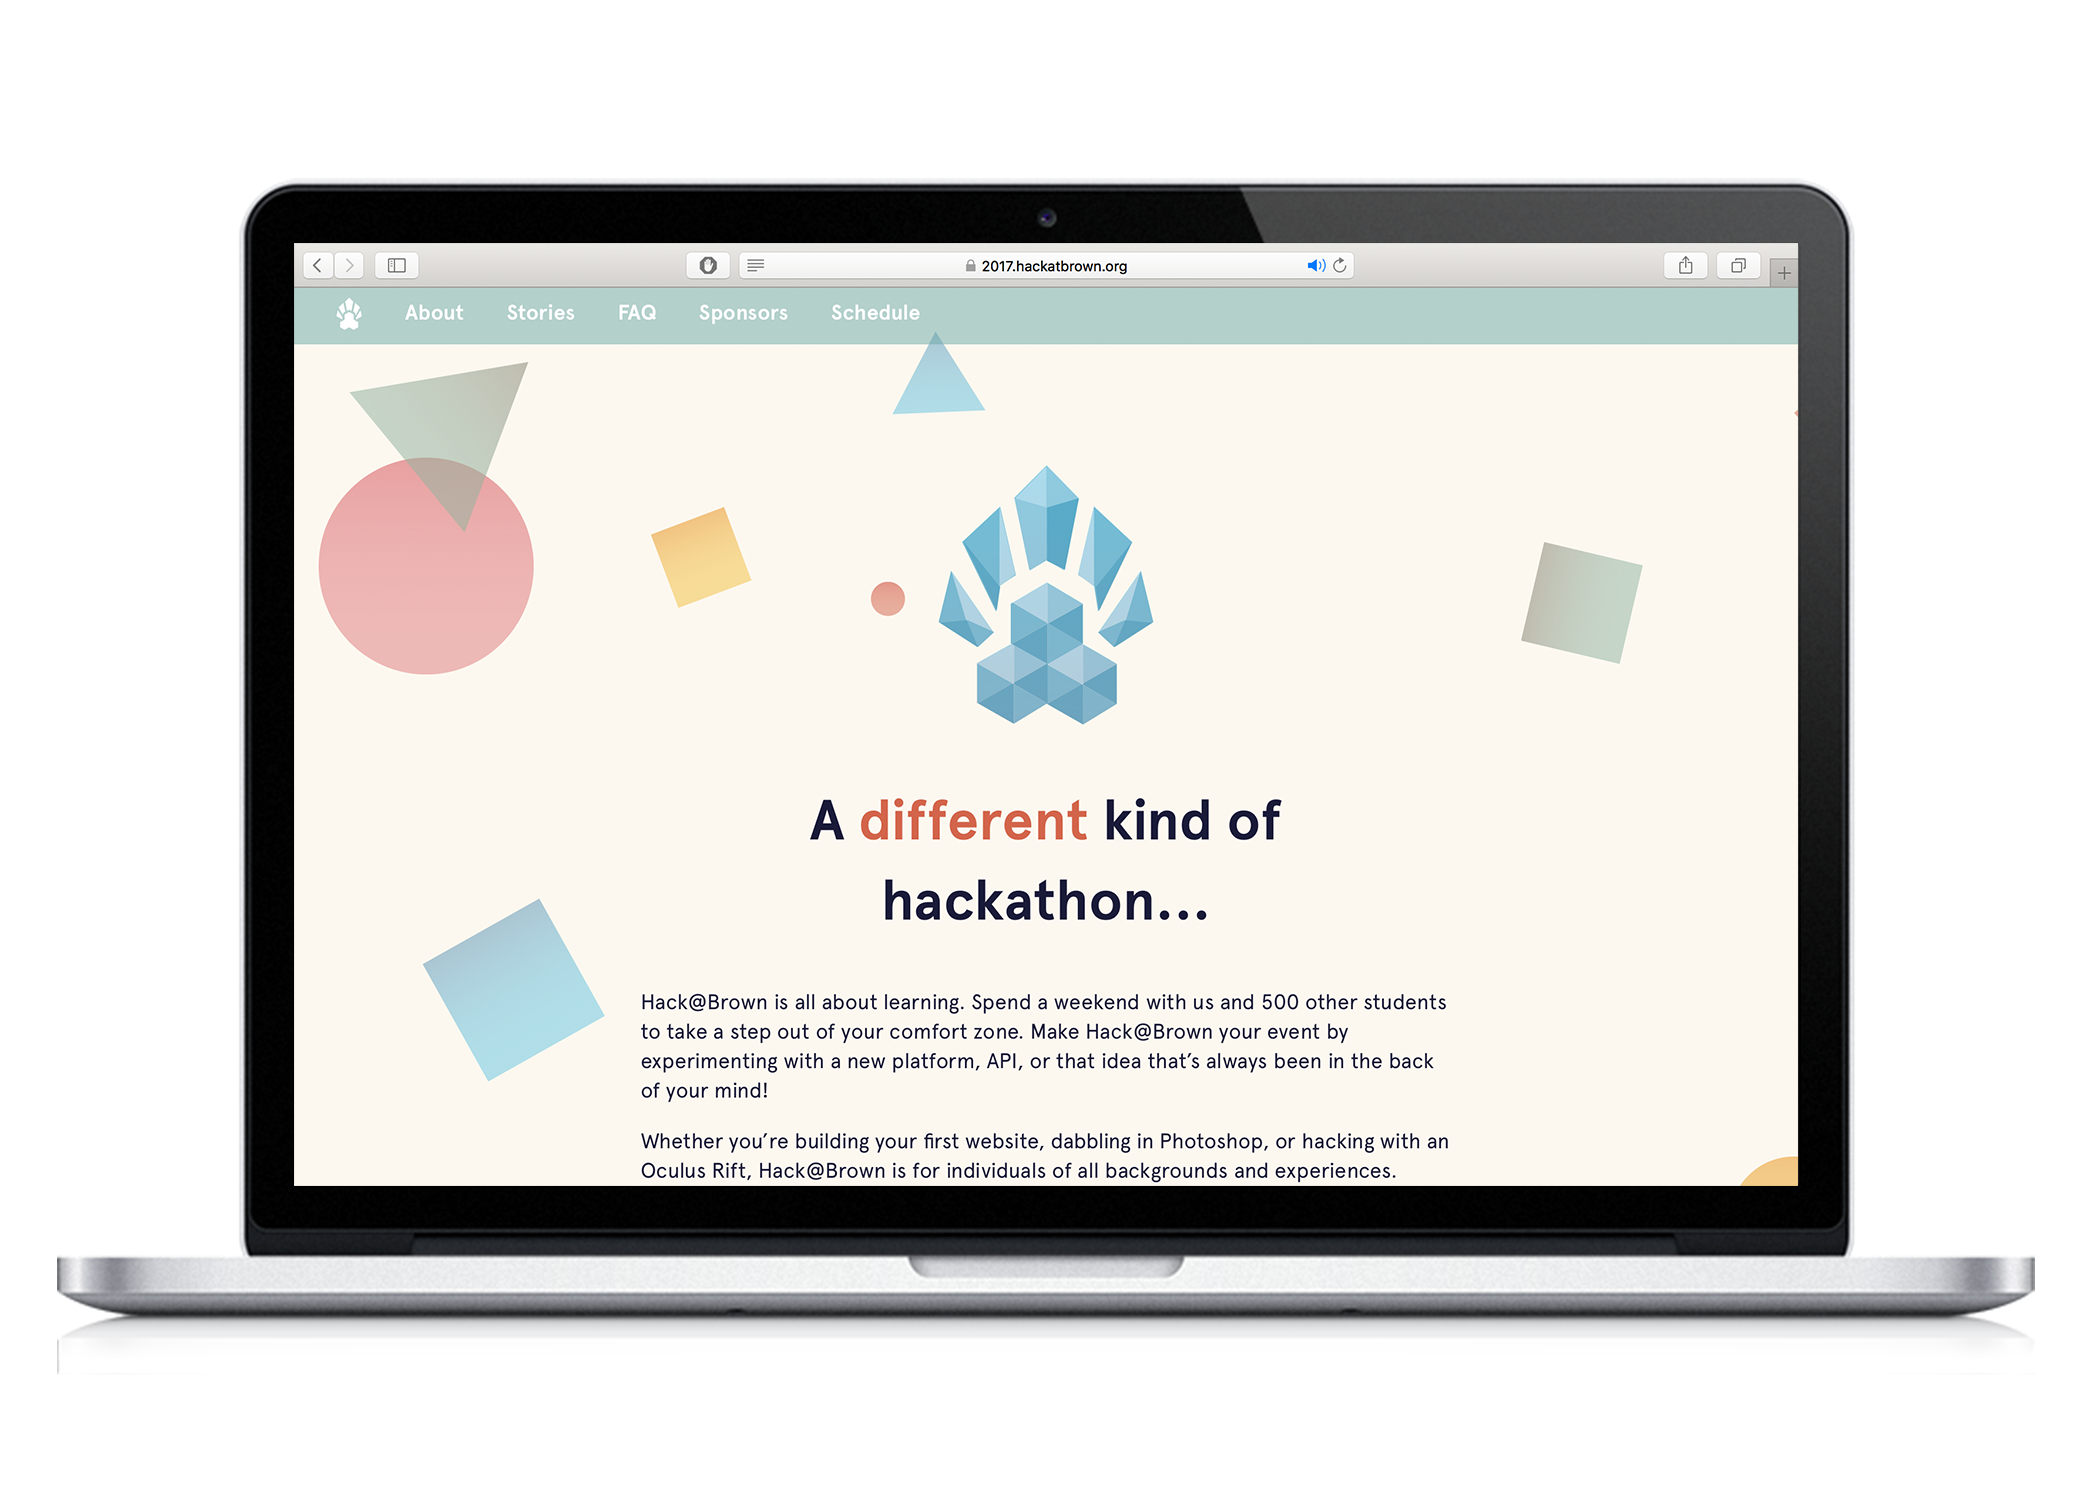 2017.hackatbrown.org
About Stories FAQ Sponsors Schedule
A different kind of
hackathon...
Hack@Brown is all about learning. Spend a weekend with us and 500 other students
to take a step out of your comfort zone. Make Hack@Brown your event by
experimenting with a new platform, API, or that idea that’s always been in the back
of your mind!
Whether you’re building your first website, dabbling in Photoshop, or hacking with an
Oculus Rift, Hack@Brown is for individuals of all backgrounds and experiences.